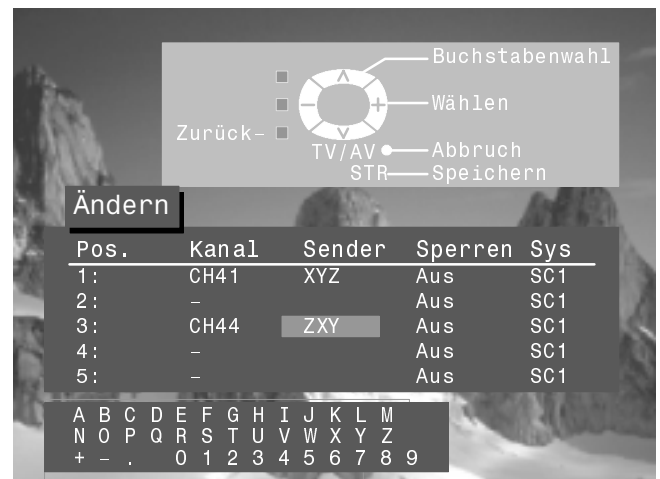 Buchstabenwahl
Wählen
Zurück-
TV/AV Abbruch
STR Speichern
Ändern
Pos. Kanal Sender Sperren Sys
1: CH41 XYZ Aus SC1
2: - Aus SC1
3: CH44 ZXY Aus SC1
4: - Aus SC1
5: - Aus SC1
A B C D E F G H I J K L M
N O P Q R S T U V W X Y Z
+ - . 0 1 2 3 4 5 6 7 8 9